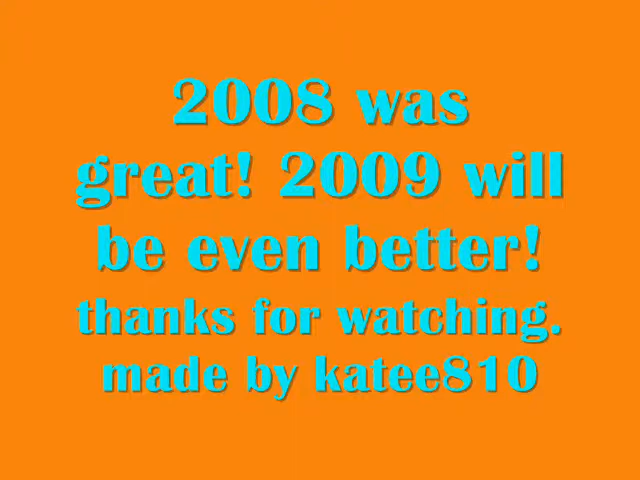 2008 was
great! 2009 will
be even better!
thanks for watching.
made by katee810